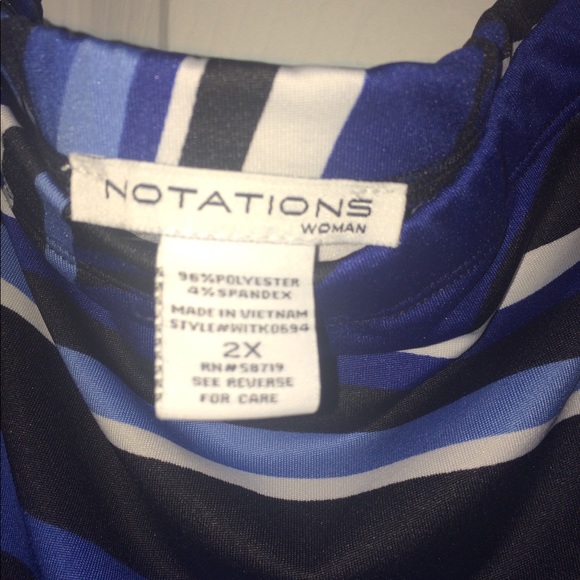 NOTATIONS
WOMAN
96%POLYESTER
4%SPANDEX
MADE IN VIETNAM
STYLE#WITK0694
2X
RN#58719
SEE REVERSE
FOR CARE